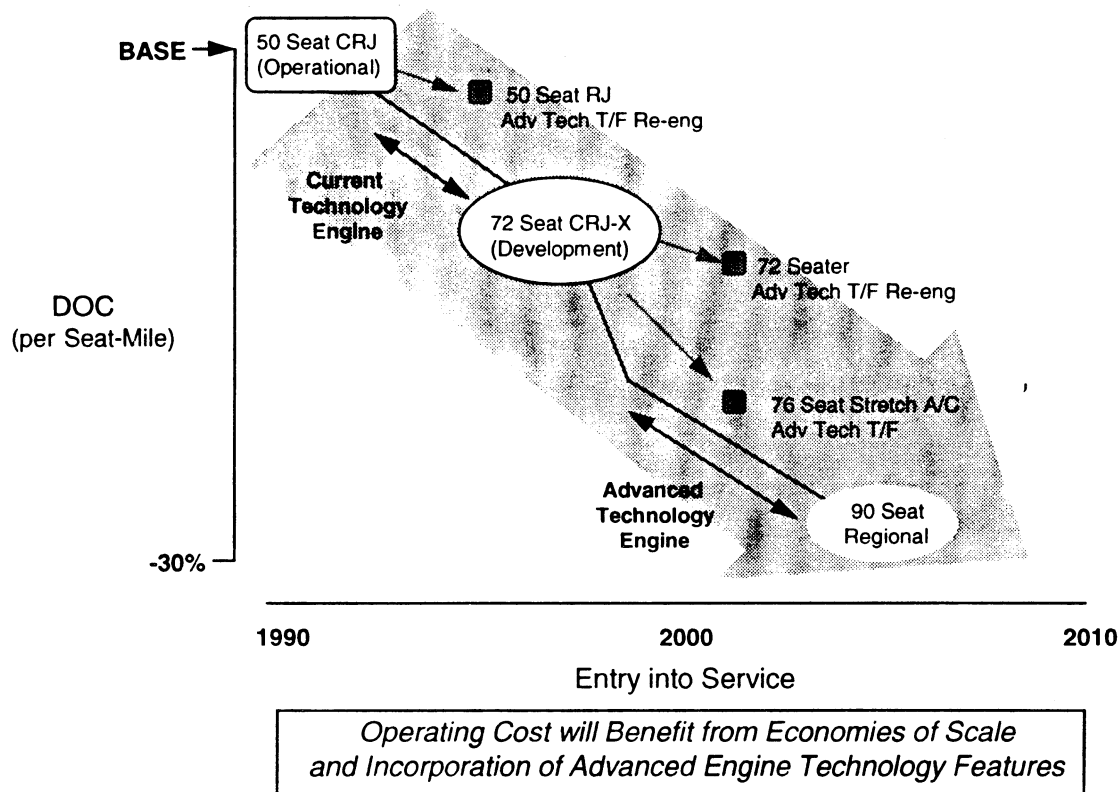 BASE
50 Seat CRJ
(Operational)
50 Seat RJ
Adv Tech T/F Re-eng
Current
Technology
Engine
72 Seat CRJ-X
(Development)
72 Seater
Adv Tech T/F Re-eng
DOC
(per Seat-Mile)
76 Seat Stretch A/C
Adv Tech T/F
Advanced
Technology
Engine
90 Seat
Regional
-30%
1990 2000 2010
Entry into Service
Operating Cost will Benefit from Economies of Scale
and Incorporation of Advanced Engine Technology Features